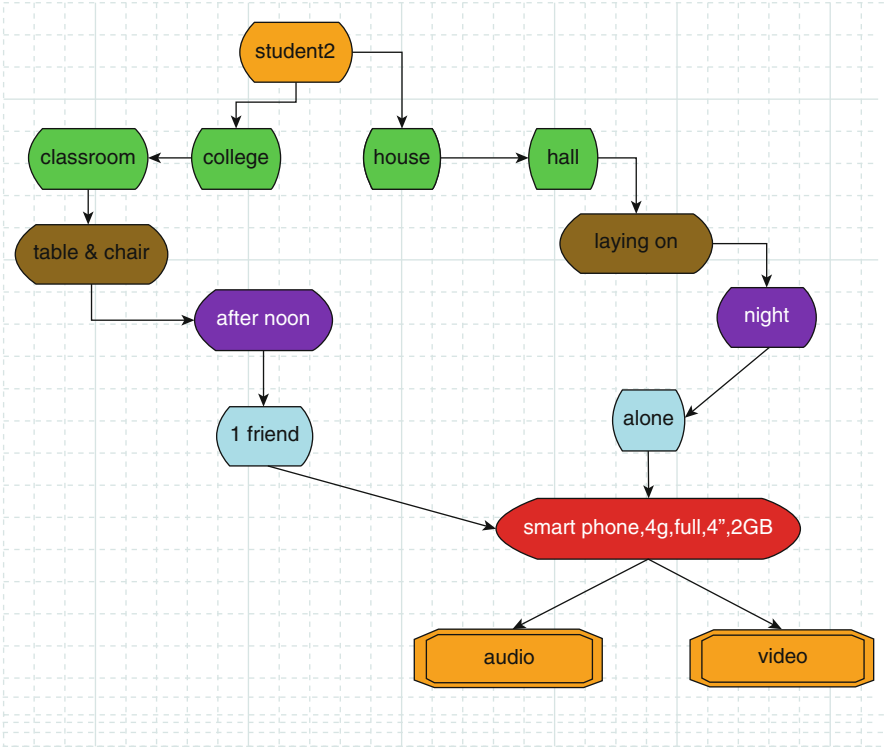 student2
classroom
college
house
hall
table & chair
laying on
after noon
night
1 friend
alone
smart phone,4g,full,4”,2GB
audio
video